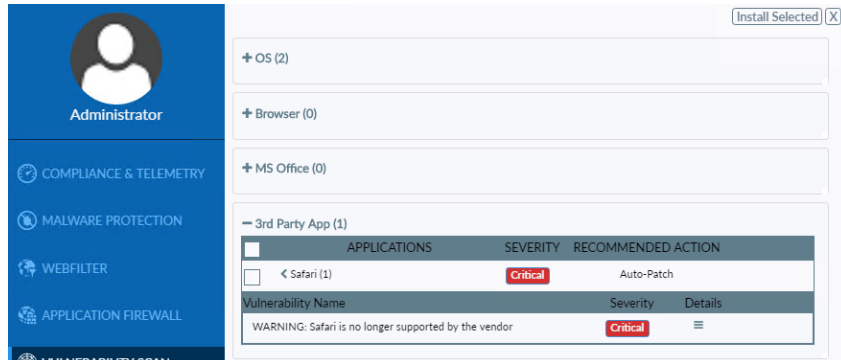 Install Selected X
+ OS (2)
Administrator
+ Browser (0)
+ MS Office (0)
COMPLIANCE & TELEMETRY
MALWARE PROTECTION
WEBFILTER
APPLICATION FIREWALL
VULNERABILITY SCAN
− 3rd Party App (1)
APPLICATIONS SEVERITY RECOMMENDED ACTION
< Safari (1) Critical Auto-Patch
Vulnerability Name Severity Details
WARNING: Safari is no longer supported by the vendor Critical